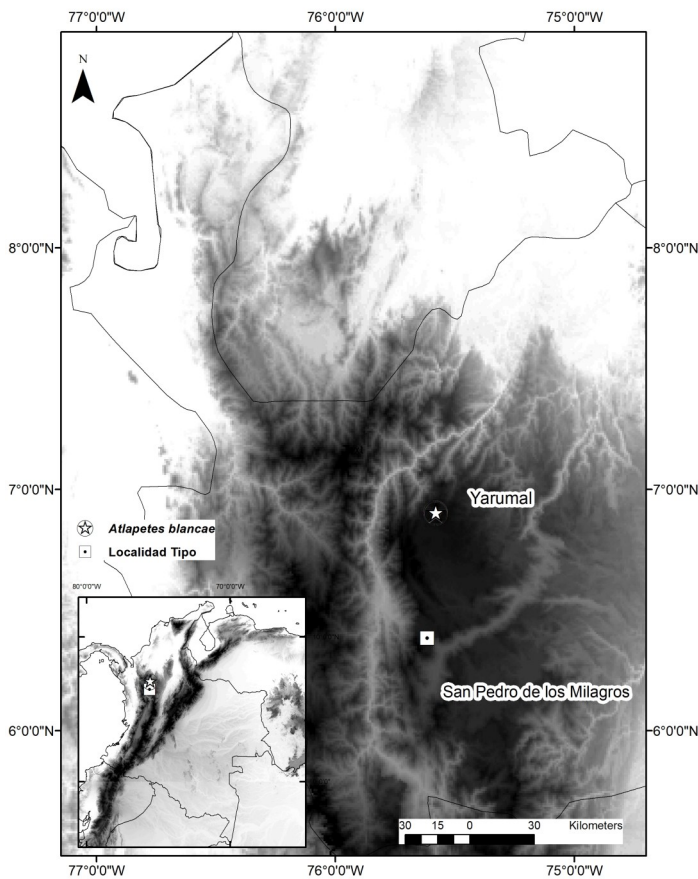 77°0'0"W 76°0'0"W 75°0'0"W
N
8°0'0"N 8°0'0"N
7°0'0"N 7°0'0"N
Yarumal
Atlapetes blancae
Localidad Tipo
80°0'0"W 70°0'0"W
San Pedro de los Milagros
6°0'0"N 6°0'0"N
30 15 0 30 Kilometers
77°0'0"W 76°0'0"W 75°0'0"W